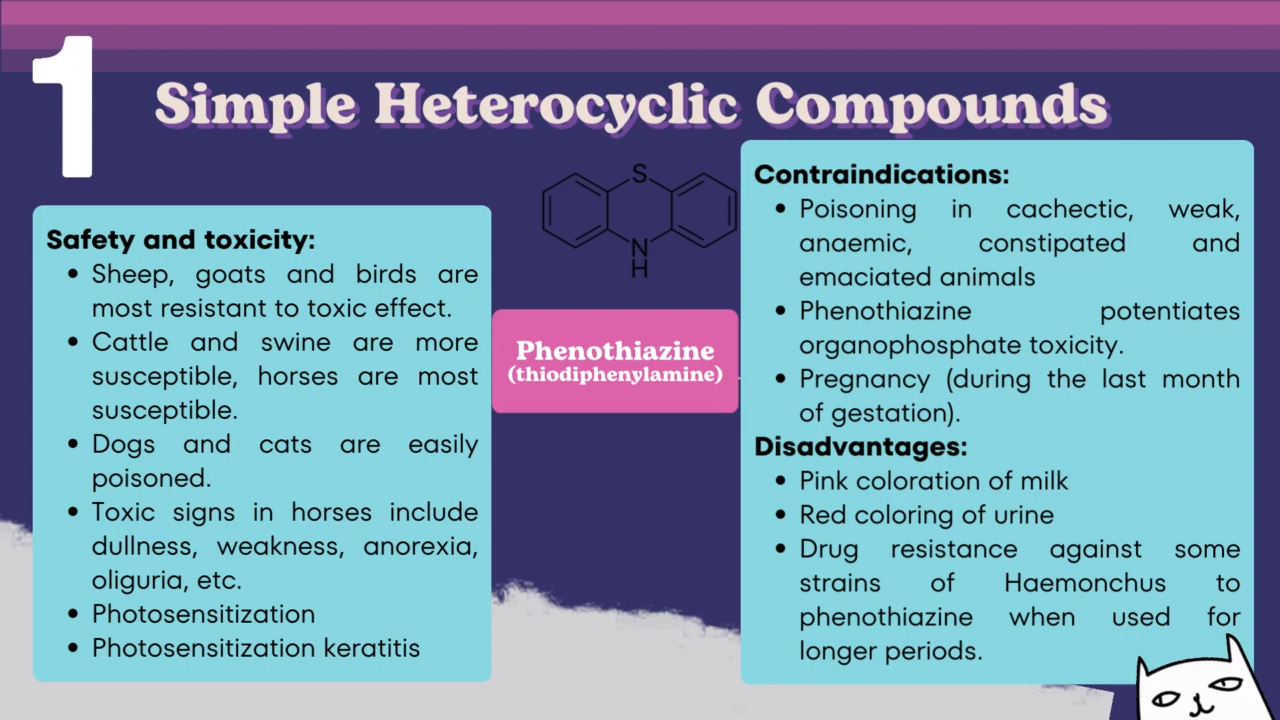 1
Simple Heterocyclic Compounds
Safety and toxicity:
• Sheep, goats and birds are
most resistant to toxic effect.
• Cattle and swine are more
susceptible, horses are most
susceptible.
• Dogs and cats are easily
poisoned.
• Toxic signs in horses include
dullness, weakness, anorexia,
oliguria, etc.
• Photosensitization
• Photosensitization keratitis
S
N
H
Phenothiazine
(thiodiphenylamine)
Contraindications:
• Poisoning in cachectic, weak,
anaemic, constipated and
emaciated animals
• Phenothiazine potentiates
organophosphate toxicity.
• Pregnancy (during the last month
of gestation).
Disadvantages:
• Pink coloration of milk
• Red coloring of urine
• Drug resistance against some
strains of Haemonchus to
phenothiazine when used for
longer periods.